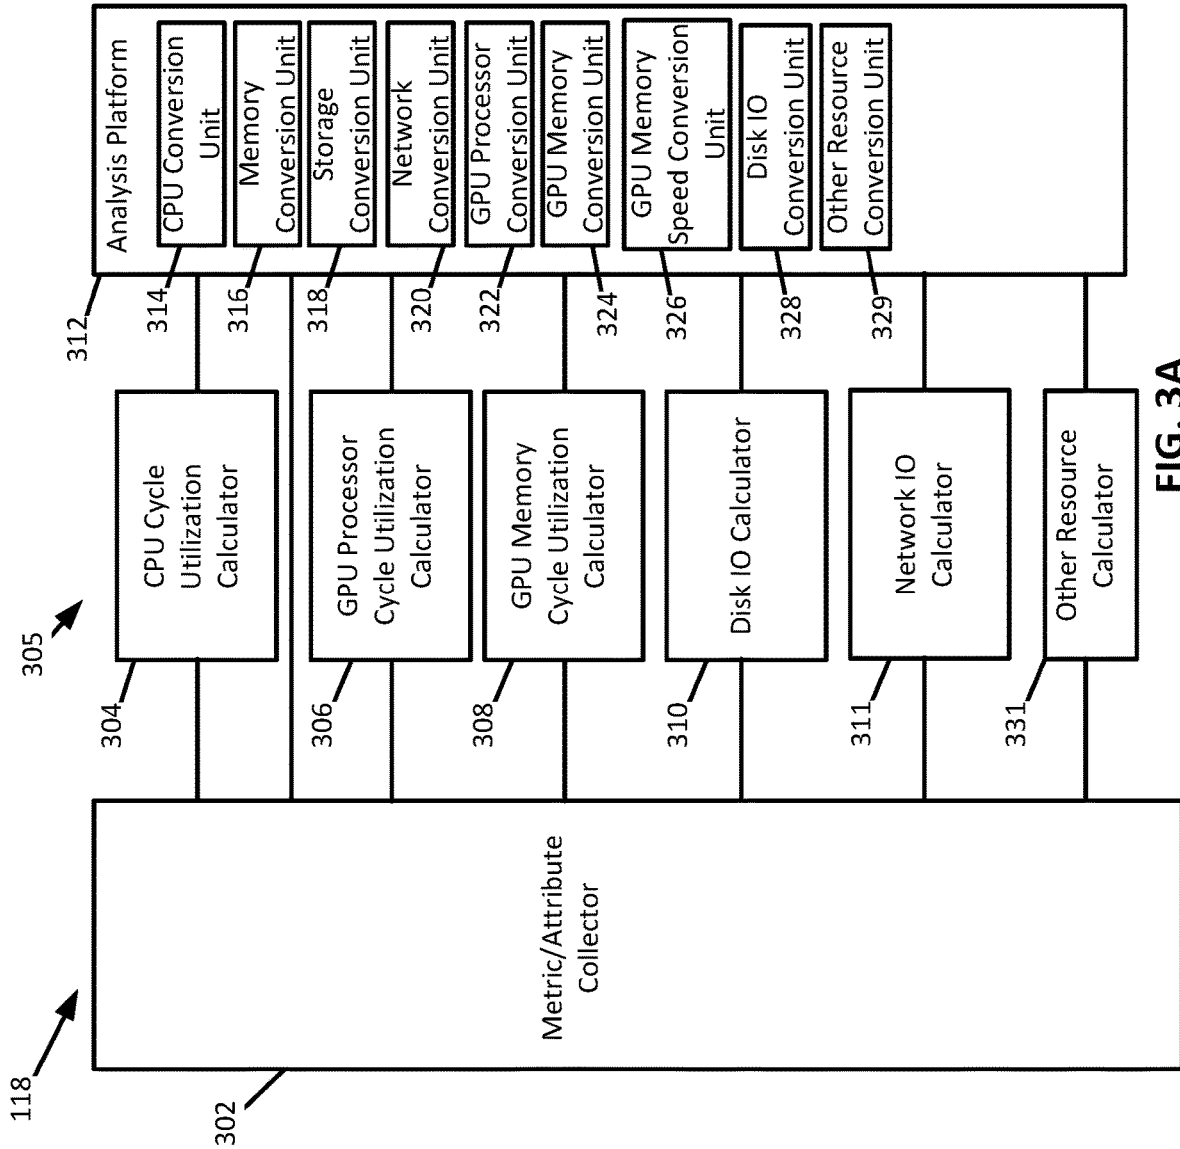 118
302
Metric/Attribute
Collector
305
304
CPU Cycle
Utilization
Calculator
306
GPU Processor
Cycle Utilization
Calculator
308
GPU Memory
Cycle Utilization
Calculator
310
Disk IO Calculator
311
Network IO
Calculator
331
Other Resource
Calculator
312
Analysis Platform
314
CPU Conversion
Unit
316
Memory
Conversion Unit
318
Storage
Conversion Unit
320
Network
Conversion Unit
322
GPU Processor
Conversion Unit
324
GPU Memory
Conversion Unit
326
GPU Memory
Speed Conversion
Unit
328
Disk IO
Conversion Unit
329
Other Resource
Conversion Unit
FIG. 3A